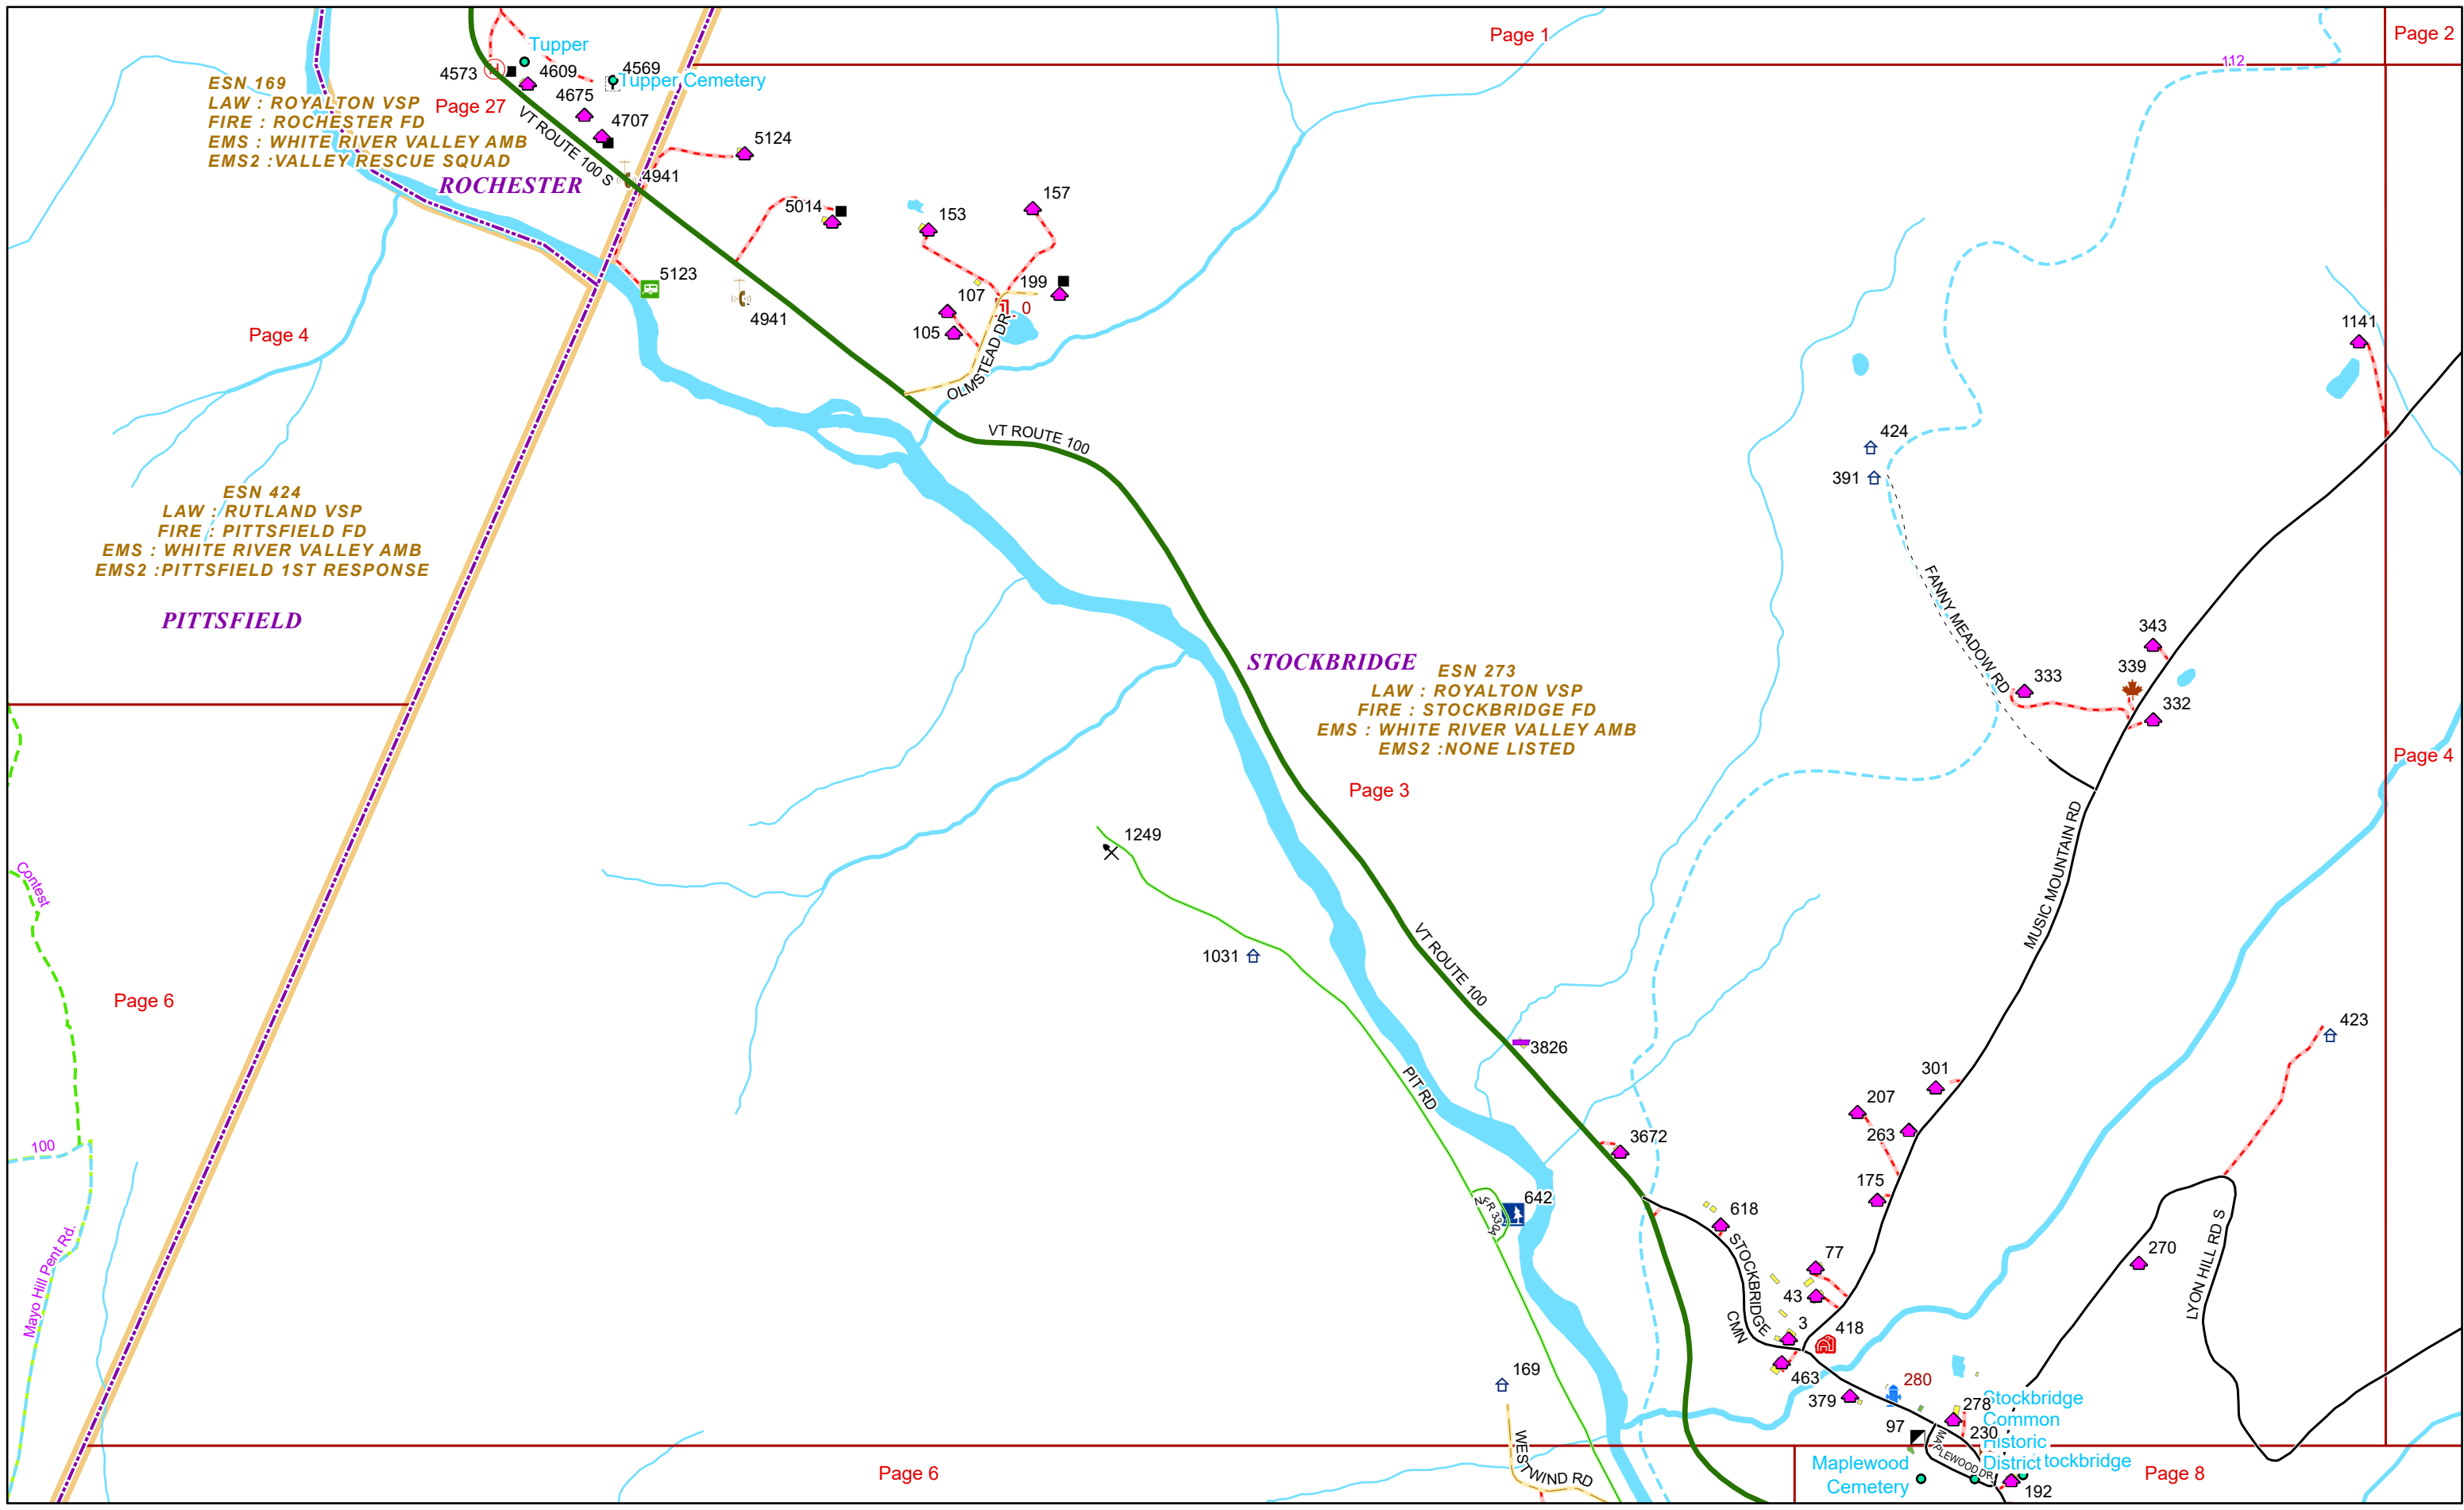 Page 1
Page 2
112
Tupper
4573
4609
4569
Tupper Cemetery
ESN 169
LAW : ROYALTON VSP
FIRE : ROCHESTER FD
EMS : WHITE RIVER VALLEY AMB
EMS2 :VALLEY RESCUE SQUAD
Page 27
4675
4707
VT ROUTE 100 S
ROCHESTER
4941
5124
5014
153
157
5123
199
107
0
105
4941
OLMSTEAD DR
Page 4
1141
VT ROUTE 100
424
391
ESN 424
LAW : RUTLAND VSP
FIRE : PITTSFIELD FD
EMS : WHITE RIVER VALLEY AMB
EMS2 :PITTSFIELD 1ST RESPONSE
PITTSFIELD
FANNY MEADOW RD
343
339
333
332
STOCKBRIDGE
ESN 273
LAW : ROYALTON VSP
FIRE : STOCKBRIDGE FD
EMS : WHITE RIVER VALLEY AMB
EMS2 :NONE LISTED
Page 4
Page 3
1249
MUSIC MOUNTAIN RD
Contest
1031
VT ROUTE 100
Page 6
3826
423
PIT RD
301
207
263
3672
100
175
642
NFR 330A
618
STOCKBRIDGE
CMN
77
270
LYON HILL RD S
Mayo Hill Pent Rd.
43
3
418
463
169
379
280
278
Stockbridge
Common
Historic
District
97
230
MAPLEWOOD DR
tockbridge
WESTWIND RD
Page 6
Maplewood
Cemetery
192
Page 8